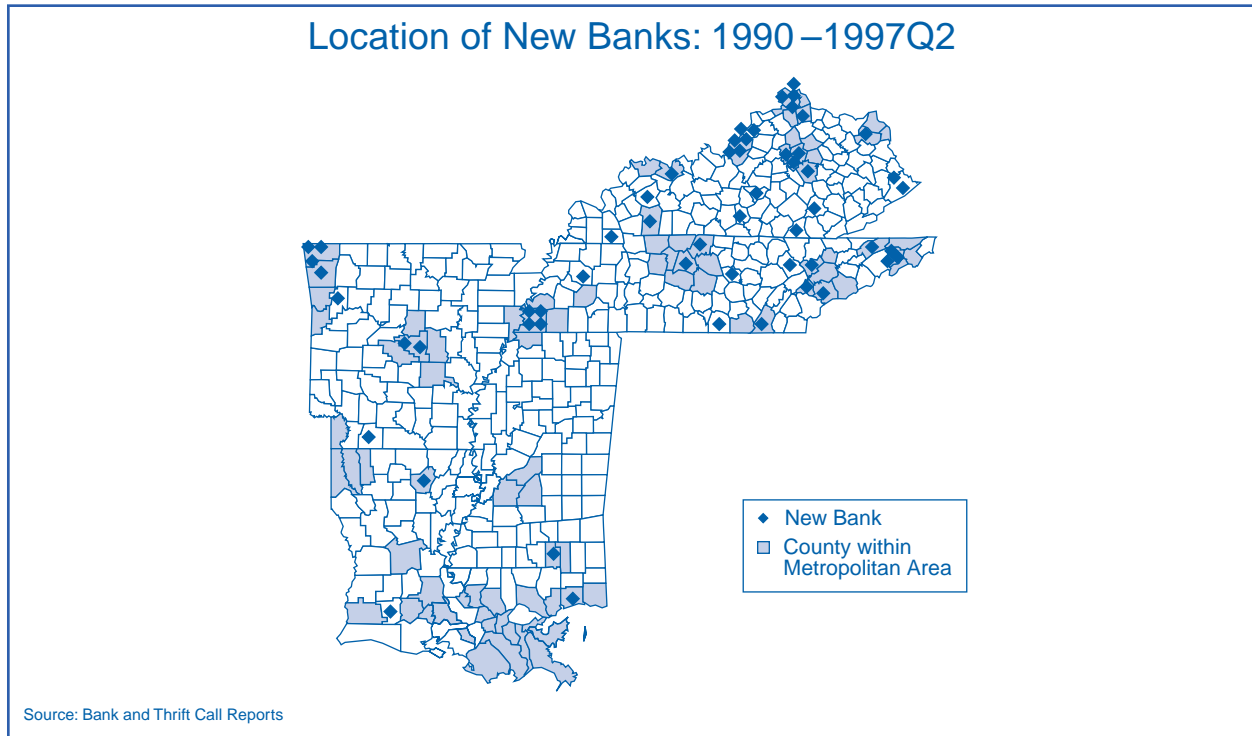 Location of New Banks: 1990 –1997Q2
New Bank
County within
Metropolitan Area
Source: Bank and Thrift Call Reports